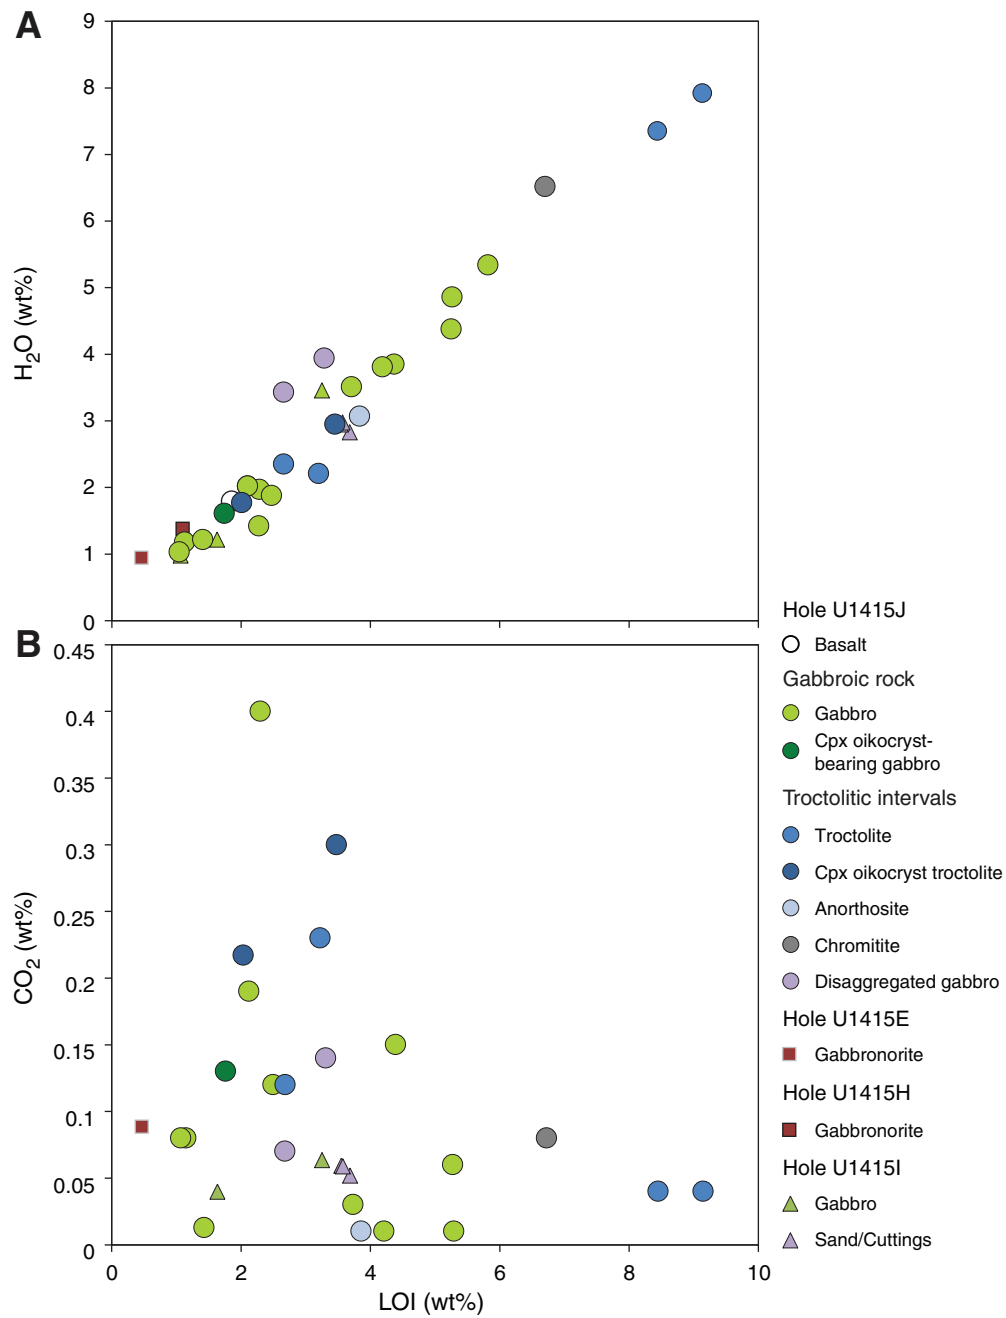 A
9
8
7
6
5
4
3
2
1
0
H₂O (wt%)
B
0.45
0.4
0.35
0.3
0.25
0.2
0.15
0.1
0.05
0
CO₂ (wt%)
0 2 4 6 8 10
LOI (wt%)
Hole U1415J
Basalt
Gabbroic rock
Gabbro
Cpx oikocryst-
bearing gabbro
Troctolitic intervals
Troctolite
Cpx oikocryst troctolite
Anorthosite
Chromitite
Disaggregated gabbro
Hole U1415E
Gabbronorite
Hole U1415H
Gabbronorite
Hole U1415I
Gabbro
Sand/Cuttings